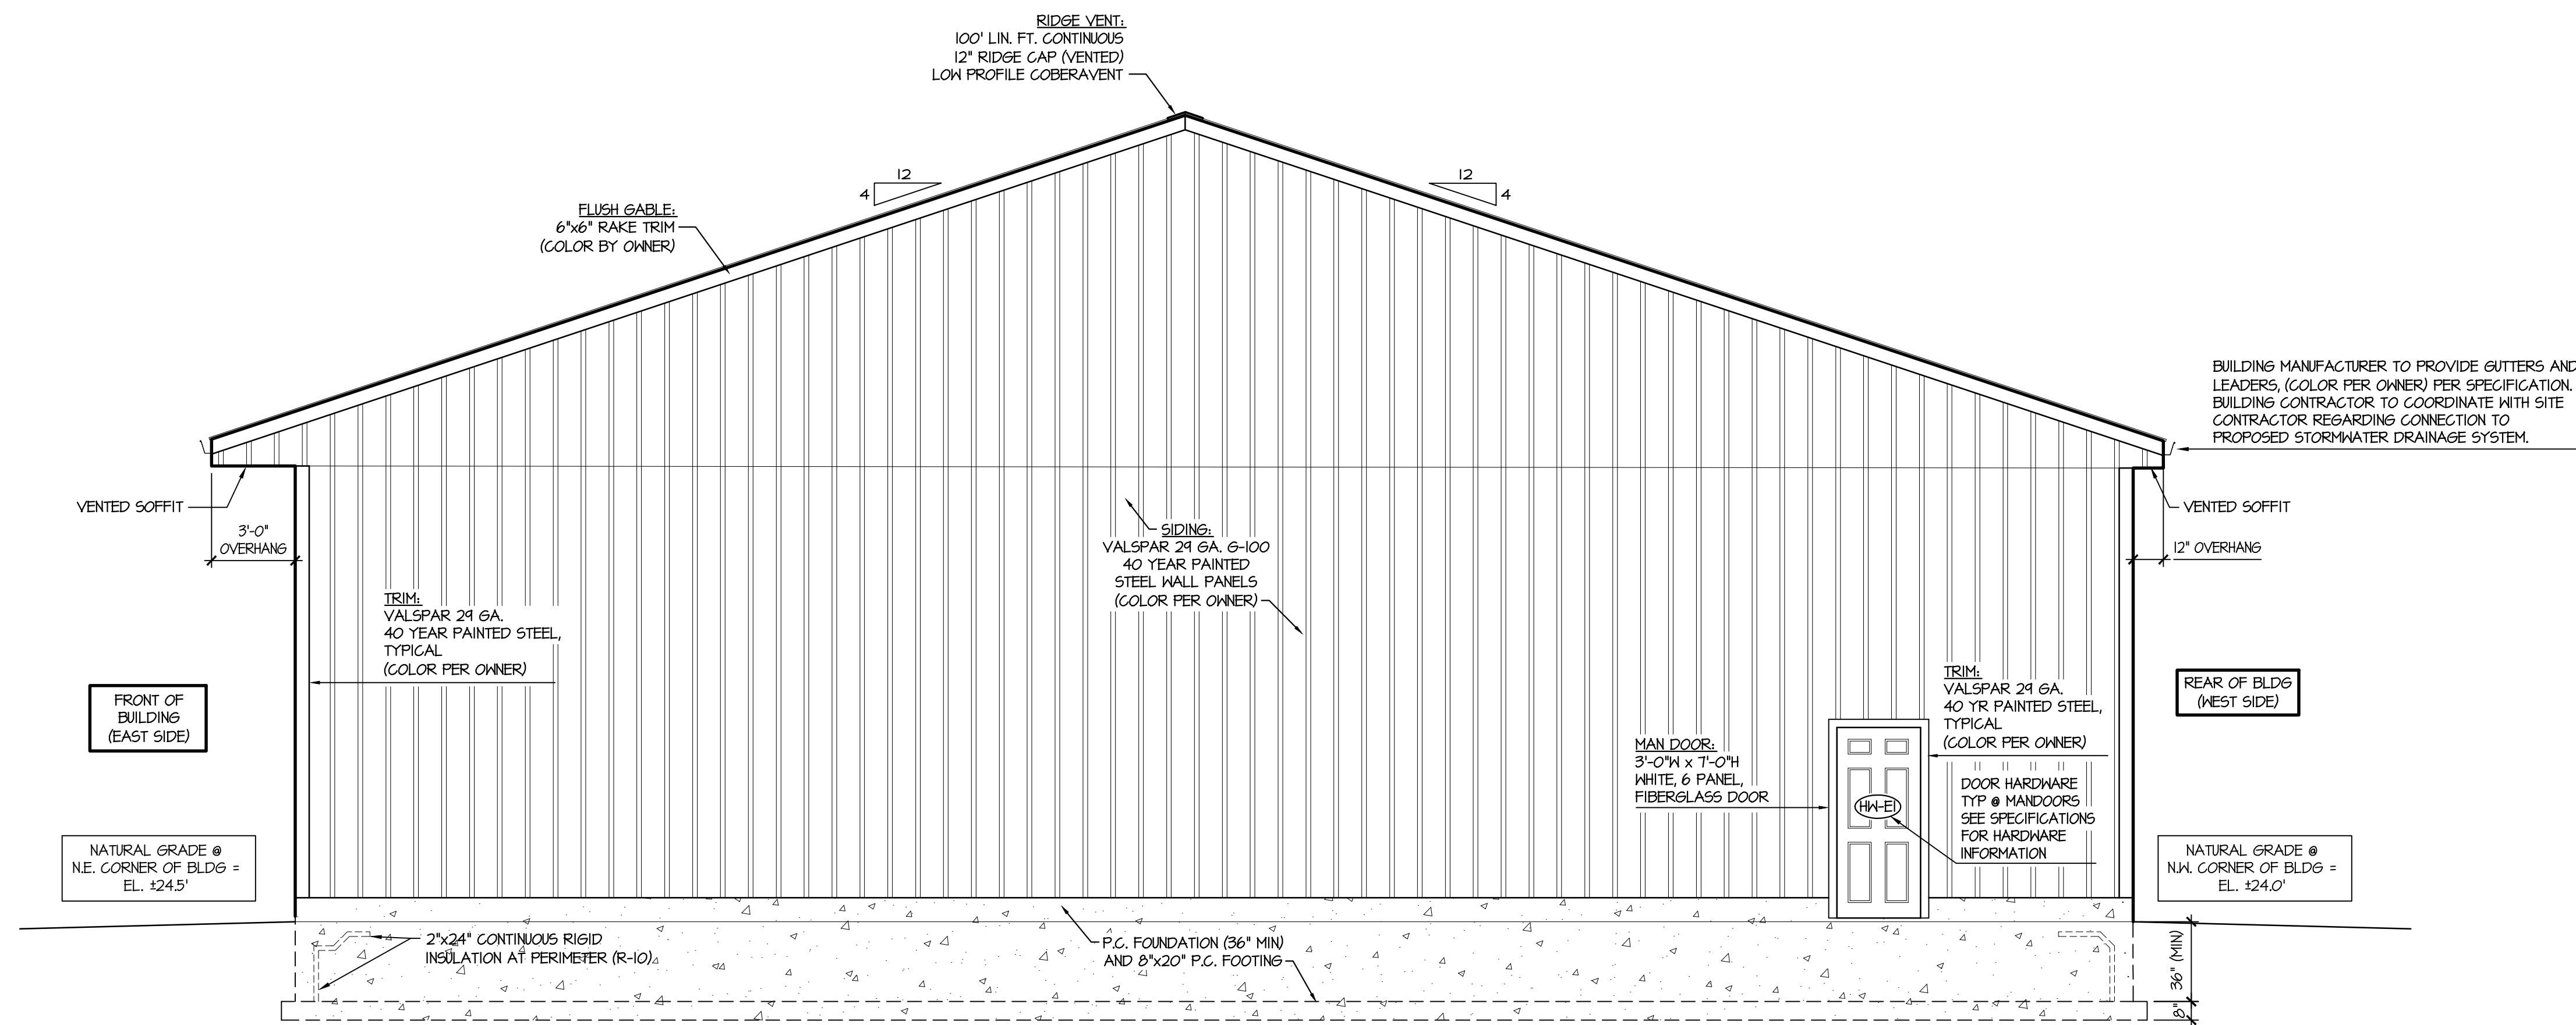 RIDGE VENT:
100' LIN. FT. CONTINUOUS
12" RIDGE CAP (VENTED)
LOW PROFILE COBERAVENT
12
4
12
4
FLUSH GABLE:
6"x6" RAKE TRIM
(COLOR BY OWNER)
BUILDING MANUFACTURER TO PROVIDE GUTTERS AND
LEADERS, (COLOR PER OWNER) PER SPECIFICATION.
BUILDING CONTRACTOR TO COORDINATE WITH SITE
CONTRACTOR REGARDING CONNECTION TO
PROPOSED STORMWATER DRAINAGE SYSTEM.
VENTED SOFFIT
3'-0"
OVERHANG
SIDING:
VALSPAR 29 GA. G-100
40 YEAR PAINTED
STEEL WALL PANELS
(COLOR PER OWNER)
VENTED SOFFIT
12" OVERHANG
TRIM:
VALSPAR 29 GA.
40 YEAR PAINTED STEEL,
TYPICAL
(COLOR PER OWNER)
FRONT OF
BUILDING
(EAST SIDE)
TRIM:
VALSPAR 29 GA.
40 YR PAINTED STEEL,
TYPICAL
(COLOR PER OWNER)
REAR OF BLDG
(WEST SIDE)
MAN DOOR:
3'-0"W x 7'-0"H
WHITE, 6 PANEL,
FIBERGLASS DOOR
HW-E1
DOOR HARDWARE
TYP @ MANDOORS
SEE SPECIFICATIONS
FOR HARDWARE
INFORMATION
NATURAL GRADE @
N.E. CORNER OF BLDG =
EL. ±24.5'
NATURAL GRADE @
N.W. CORNER OF BLDG =
EL. ±24.0'
2"x24" CONTINUOUS RIGID
INSULATION AT PERIMETER (R-10)
P.C. FOUNDATION (36" MIN)
AND 8"x20" P.C. FOOTING
36" (MIN)
8"